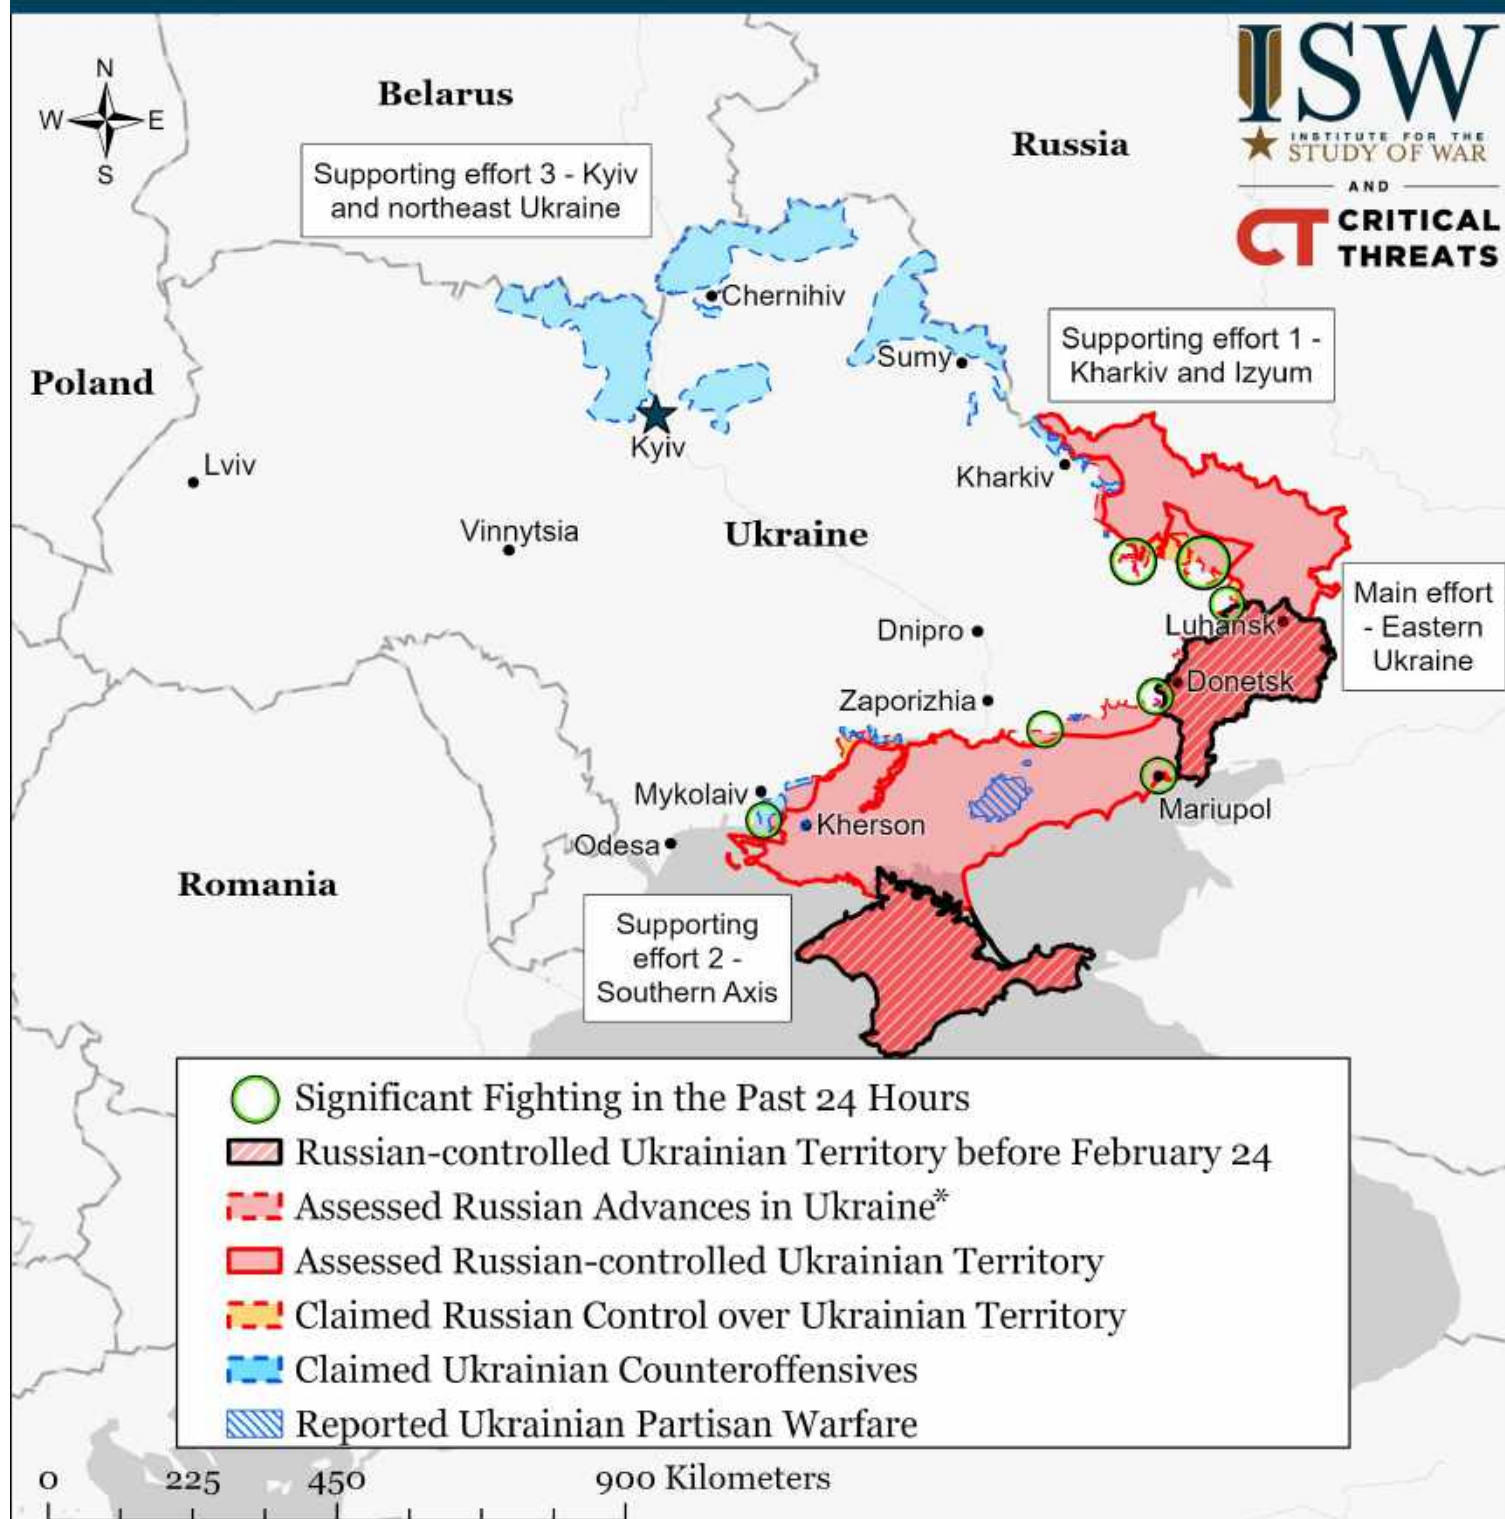 N
W E
S
Belarus
Russia
ISW
INSTITUTE FOR THE
STUDY OF WAR
AND
CT CRITICAL
THREATS
Supporting effort 3 - Kyiv
and northeast Ukraine
Chernihiv
Supporting effort 1 -
Kharkiv and Izyum
Sumy
Poland
Kyiv
Lviv
Kharkiv
Vinnytsia
Ukraine
Main effort
- Eastern
Ukraine
Dnipro
Luhansk
Donetsk
Zaporizhia
Mykolaiv
Mariupol
Kherson
Odesa
Romania
Supporting
effort 2 -
Southern Axis
Significant Fighting in the Past 24 Hours
Russian-controlled Ukrainian Territory before February 24
Assessed Russian Advances in Ukraine*
Assessed Russian-controlled Ukrainian Territory
Claimed Russian Control over Ukrainian Territory
Claimed Ukrainian Counteroffensives
Reported Ukrainian Partisan Warfare
0 225 450 900 Kilometers